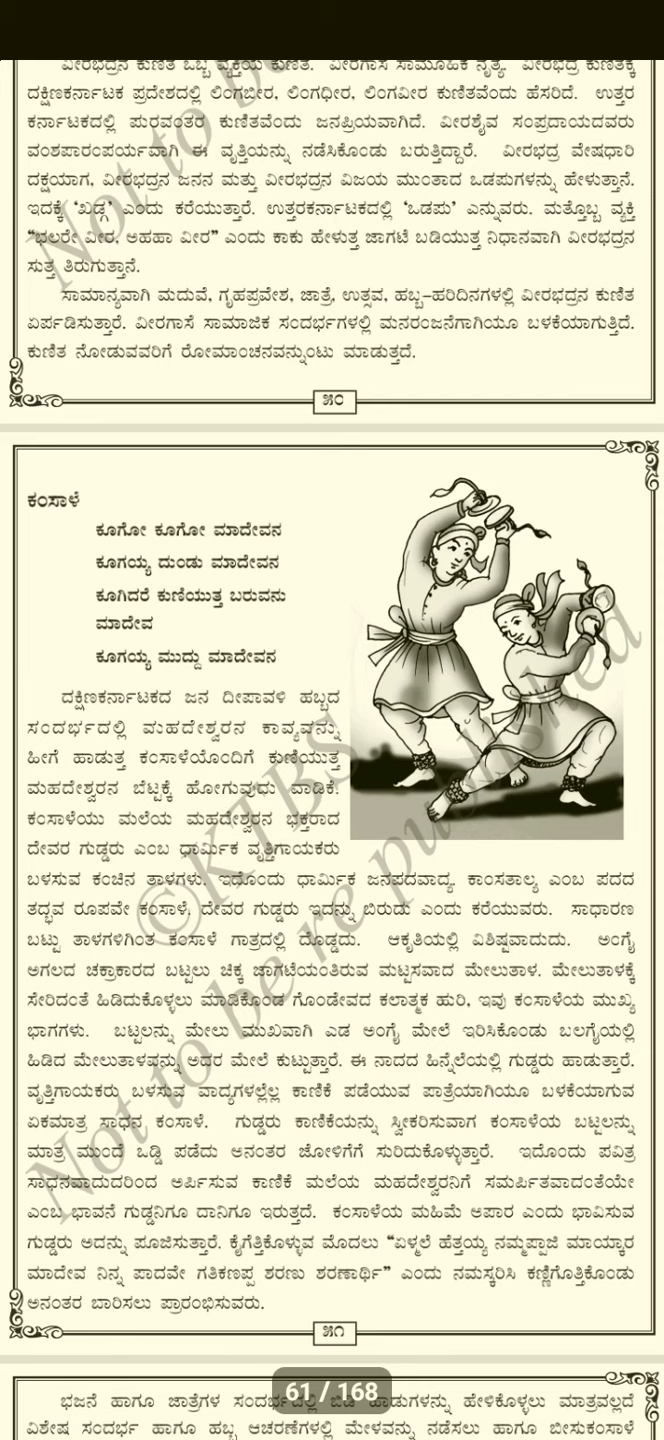 ವೀರಭದ್ರನ ಕುಣಿತ ಒಬ್ಬ ವ್ಯಕ್ತಿಯ ಕುಣಿತ. ವೀರಗಾಸೆ ಸಾಮೂಹಿಕ ನೃತ್ಯ. ವೀರಭದ್ರ ಕುಣಿತಕ್ಕೆ
ದಕ್ಷಿಣಕರ್ನಾಟಕ ಪ್ರದೇಶದಲ್ಲಿ ಲಿಂಗಬೀರ, ಲಿಂಗಧೀರ, ಲಿಂಗವೀರ ಕುಣಿತವೆಂದು ಹೆಸರಿದೆ. ಉತ್ತರ
ಕರ್ನಾಟಕದಲ್ಲಿ ಪುರವಂತರ ಕುಣಿತವೆಂದು ಜನಪ್ರಿಯವಾಗಿದೆ. ವೀರಶೈವ ಸಂಪ್ರದಾಯದವರು
ವಂಶಪಾರಂಪರ್ಯವಾಗಿ ಈ ವೃತ್ತಿಯನ್ನು ನಡೆಸಿಕೊಂಡು ಬರುತ್ತಿದ್ದಾರೆ. ವೀರಭದ್ರ ವೇಷಧಾರಿ
ದಕ್ಷಯಾಗ, ವೀರಭದ್ರನ ಜನನ ಮತ್ತು ವೀರಭದ್ರನ ವಿಜಯ ಮುಂತಾದ ಒಡಪುಗಳನ್ನು ಹೇಳುತ್ತಾನೆ.
ಇದಕ್ಕೆ ‘ಖಡ್ಗ’ ಎಂದು ಕರೆಯುತ್ತಾರೆ. ಉತ್ತರಕರ್ನಾಟಕದಲ್ಲಿ ‘ಒಡಪು’ ಎನ್ನುವರು. ಮತ್ತೊಬ್ಬ ವ್ಯಕ್ತಿ
“ಭಲರೇ ವೀರ, ಅಹಹಾ ವೀರ” ಎಂದು ಕಾಕು ಹೇಳುತ್ತ ಜಾಗಟೆ ಬಡಿಯುತ್ತ ನಿಧಾನವಾಗಿ ವೀರಭದ್ರನ
ಸುತ್ತ ತಿರುಗುತ್ತಾನೆ.
ಸಾಮಾನ್ಯವಾಗಿ ಮದುವೆ, ಗೃಹಪ್ರವೇಶ, ಜಾತ್ರೆ, ಉತ್ಸವ, ಹಬ್ಬ–ಹರಿದಿನಗಳಲ್ಲಿ ವೀರಭದ್ರನ ಕುಣಿತ
ಏರ್ಪಡಿಸುತ್ತಾರೆ. ವೀರಗಾಸೆ ಸಾಮಾಜಿಕ ಸಂದರ್ಭಗಳಲ್ಲಿ ಮನರಂಜನೆಗಾಗಿಯೂ ಬಳಕೆಯಾಗುತ್ತಿದೆ.
ಕುಣಿತ ನೋಡುವವರಿಗೆ ರೋಮಾಂಚನವನ್ನುಂಟು ಮಾಡುತ್ತದೆ.
೫೦
ಕಂಸಾಳೆ
ಕೂಗೋ ಕೂಗೋ ಮಾದೇವನ
ಕೂಗಯ್ಯ ದುಂಡು ಮಾದೇವನ
ಕೂಗಿದರೆ ಕುಣಿಯುತ್ತ ಬರುವನು
ಮಾದೇವ
ಕೂಗಯ್ಯ ಮುದ್ದು ಮಾದೇವನ
ದಕ್ಷಿಣಕರ್ನಾಟಕದ ಜನ ದೀಪಾವಳಿ ಹಬ್ಬದ
ಸಂದರ್ಭದಲ್ಲಿ ಮಹದೇಶ್ವರನ ಕಾವ್ಯವನ್ನು
ಹೀಗೆ ಹಾಡುತ್ತ ಕಂಸಾಳೆಯೊಂದಿಗೆ ಕುಣಿಯುತ್ತ
ಮಹದೇಶ್ವರನ ಬೆಟ್ಟಕ್ಕೆ ಹೋಗುವುದು ವಾಡಿಕೆ.
ಕಂಸಾಳೆಯು ಮಲೆಯ ಮಹದೇಶ್ವರನ ಭಕ್ತರಾದ
ದೇವರ ಗುಡ್ಡರು ಎಂಬ ಧಾರ್ಮಿಕ ವೃತ್ತಿಗಾಯಕರು
ಬಳಸುವ ಕಂಚಿನ ತಾಳಗಳು. ಇದೊಂದು ಧಾರ್ಮಿಕ ಜನಪದವಾದ್ಯ. ಕಾಂಸತಾಲ್ಯ ಎಂಬ ಪದದ
ತದ್ಭವ ರೂಪವೇ ಕಂಸಾಳೆ. ದೇವರ ಗುಡ್ಡರು ಇದನ್ನು ಬಿರುದು ಎಂದು ಕರೆಯುವರು. ಸಾಧಾರಣ
ಬಟ್ಟು ತಾಳಗಳಿಗಿಂತ ಕಂಸಾಳೆ ಗಾತ್ರದಲ್ಲಿ ದೊಡ್ಡದು. ಆಕೃತಿಯಲ್ಲಿ ವಿಶಿಷ್ಟವಾದುದು. ಅಂಗೈ
ಅಗಲದ ಚಕ್ರಾಕಾರದ ಬಟ್ಟಲು ಚಿಕ್ಕ ಜಾಗಟೆಯಂತಿರುವ ಮಟ್ಟಸವಾದ ಮೇಲುತಾಳ. ಮೇಲುತಾಳಕ್ಕೆ
ಸೇರಿದಂತೆ ಹಿಡಿದುಕೊಳ್ಳಲು ಮಾಡಿಕೊಂಡ ಗೊಂಡೇವದ ಕಲಾತ್ಮಕ ಹುರಿ, ಇವು ಕಂಸಾಳೆಯ ಮುಖ್ಯ
ಭಾಗಗಳು. ಬಟ್ಟಲನ್ನು ಮೇಲು ಮುಖವಾಗಿ ಎಡ ಅಂಗೈ ಮೇಲೆ ಇರಿಸಿಕೊಂಡು ಬಲಗೈಯಲ್ಲಿ
ಹಿಡಿದ ಮೇಲುತಾಳವನ್ನು ಅದರ ಮೇಲೆ ಕುಟ್ಟುತ್ತಾರೆ. ಈ ನಾದದ ಹಿನ್ನೆಲೆಯಲ್ಲಿ ಗುಡ್ಡರು ಹಾಡುತ್ತಾರೆ.
ವೃತ್ತಿಗಾಯಕರು ಬಳಸುವ ವಾದ್ಯಗಳಲ್ಲೆಲ್ಲ ಕಾಣಿಕೆ ಪಡೆಯುವ ಪಾತ್ರೆಯಾಗಿಯೂ ಬಳಕೆಯಾಗುವ
ಏಕಮಾತ್ರ ಸಾಧನ ಕಂಸಾಳೆ. ಗುಡ್ಡರು ಕಾಣಿಕೆಯನ್ನು ಸ್ವೀಕರಿಸುವಾಗ ಕಂಸಾಳೆಯ ಬಟ್ಟಲನ್ನು
ಮಾತ್ರ ಮುಂದೆ ಒಡ್ಡಿ ಪಡೆದು ಅನಂತರ ಜೋಳಿಗೆಗೆ ಸುರಿದುಕೊಳ್ಳುತ್ತಾರೆ. ಇದೊಂದು ಪವಿತ್ರ
ಸಾಧನವಾದುದರಿಂದ ಅರ್ಪಿಸುವ ಕಾಣಿಕೆ ಮಲೆಯ ಮಹದೇಶ್ವರನಿಗೆ ಸಮರ್ಪಿತವಾದಂತೆಯೇ
ಎಂಬ ಭಾವನೆ ಗುಡ್ಡನಿಗೂ ದಾನಿಗೂ ಇರುತ್ತದೆ. ಕಂಸಾಳೆಯ ಮಹಿಮೆ ಅಪಾರ ಎಂದು ಭಾವಿಸುವ
ಗುಡ್ಡರು ಅದನ್ನು ಪೂಜಿಸುತ್ತಾರೆ. ಕೈಗೆತ್ತಿಕೊಳ್ಳುವ ಮೊದಲು “ಏಳ್ಮಲೆ ಹೆತ್ತಯ್ಯ ನಮ್ಮಪ್ಪಾಜಿ ಮಾಯ್ಕಾರ
ಮಾದೇವ ನಿನ್ನ ಪಾದವೇ ಗತಿಕಣಪ್ಪ ಶರಣು ಶರಣಾರ್ಥಿ” ಎಂದು ನಮಸ್ಕರಿಸಿ ಕಣ್ಣಿಗೊತ್ತಿಕೊಂಡು
ಅನಂತರ ಬಾರಿಸಲು ಪ್ರಾರಂಭಿಸುವರು.
©KTBS
Not to be republished
೫೧
61 / 168
ಭಜನೆ ಹಾಗೂ ಜಾತ್ರೆಗಳ ಸಂದರ್ಭದಲ್ಲಿ ಬಿಡಿ ಹಾಡುಗಳನ್ನು ಹೇಳಿಕೊಳ್ಳಲು ಮಾತ್ರವಲ್ಲದೆ
ವಿಶೇಷ ಸಂದರ್ಭ ಹಾಗೂ ಹಬ್ಬ ಆಚರಣೆಗಳಲ್ಲಿ ಮೇಳವನ್ನು ನಡೆಸಲು ಹಾಗೂ ಬೀಸುಕಂಸಾಳೆ